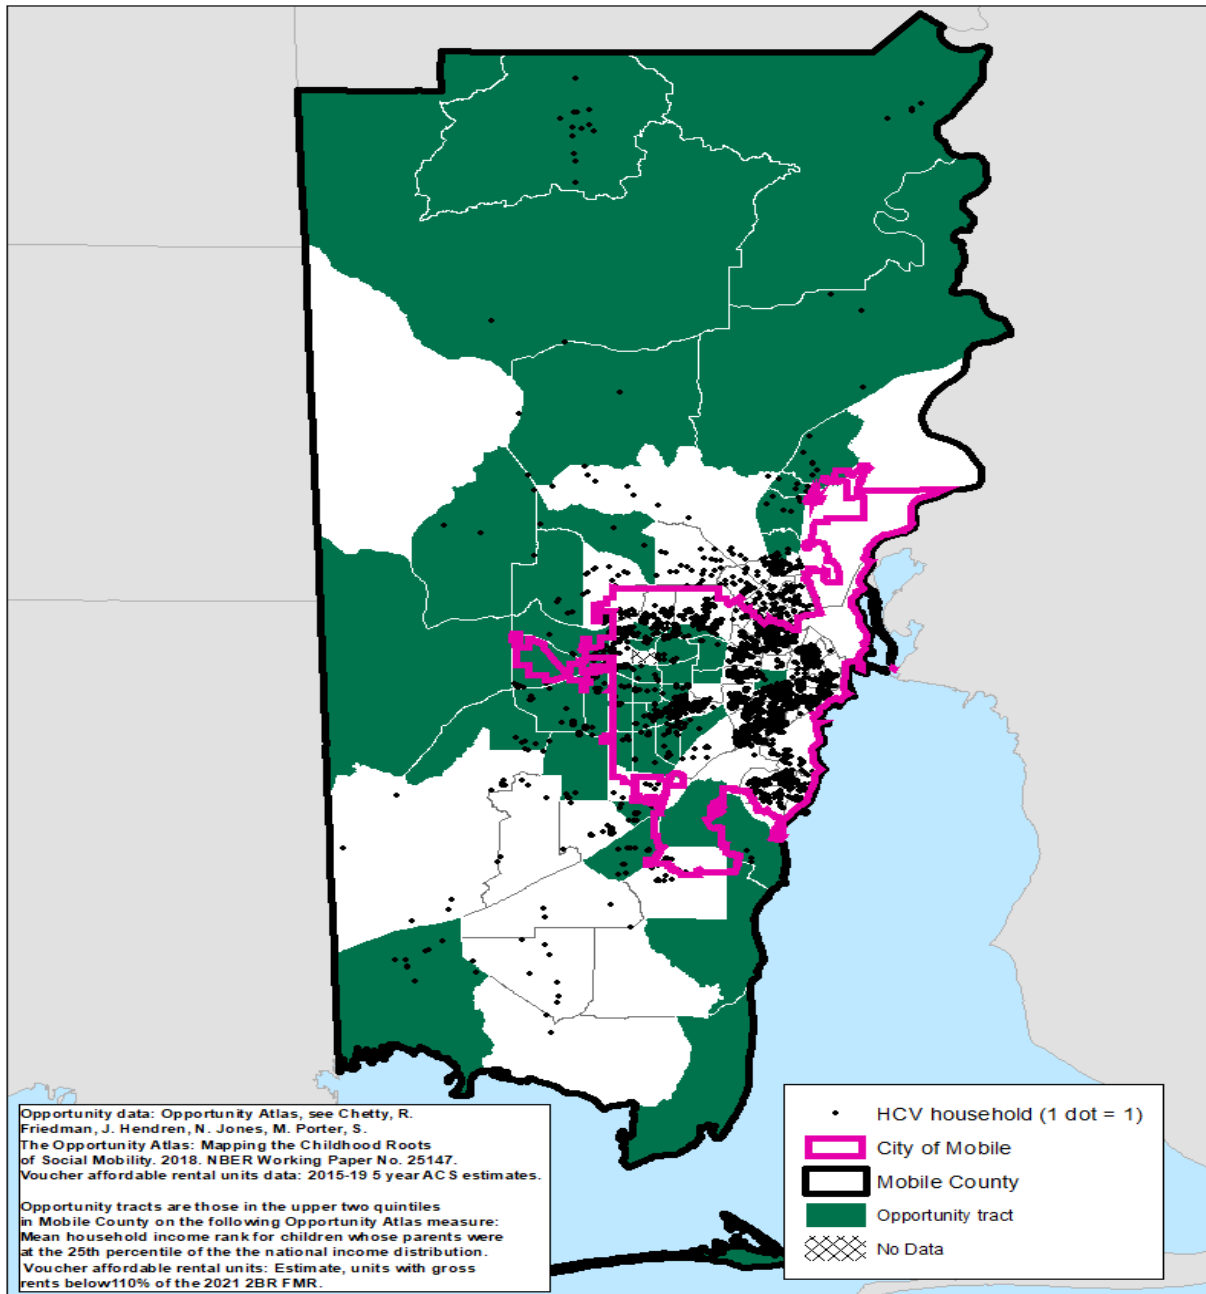 Opportunity data: Opportunity Atlas, see Chetty, R.
Friedman, J. Hendren, N. Jones, M. Porter, S.
The Opportunity Atlas: Mapping the Childhood Roots
of Social Mobility. 2018. NBER Working Paper No. 25147.
Voucher affordable rental units data: 2015-19 5 year ACS estimates.
Opportunity tracts are those in the upper two quintiles
in Mobile County on the following Opportunity Atlas measure:
Mean household income rank for children whose parents were
at the 25th percentile of the the national income distribution.
Voucher affordable rental units: Estimate, units with gross
rents below110% of the 2021 2BR FMR.
HCV household (1 dot = 1)
City of Mobile
Mobile County
Opportunity tract
No Data